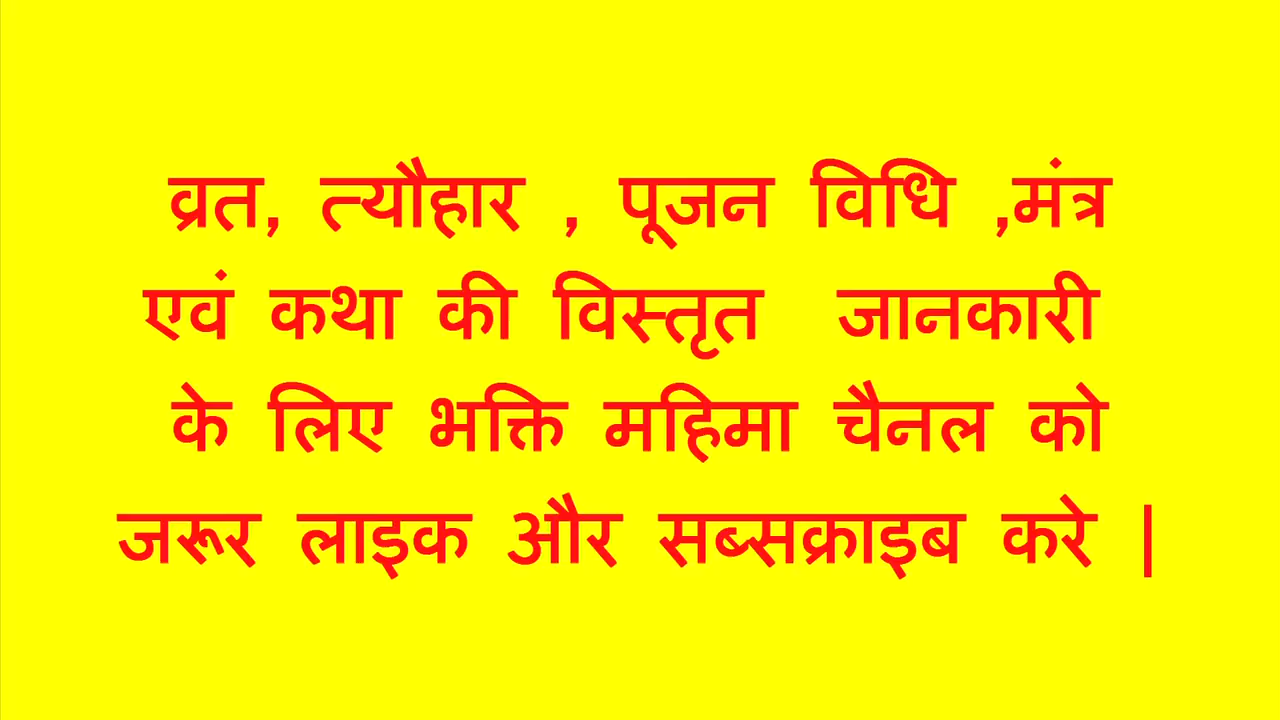 व्रत, त्यौहार , पूजन विधि ,मंत्र
एवं कथा की विस्तृत जानकारी
के लिए भक्ति महिमा चैनल को
जरूर लाइक और सब्सक्राइब करे |